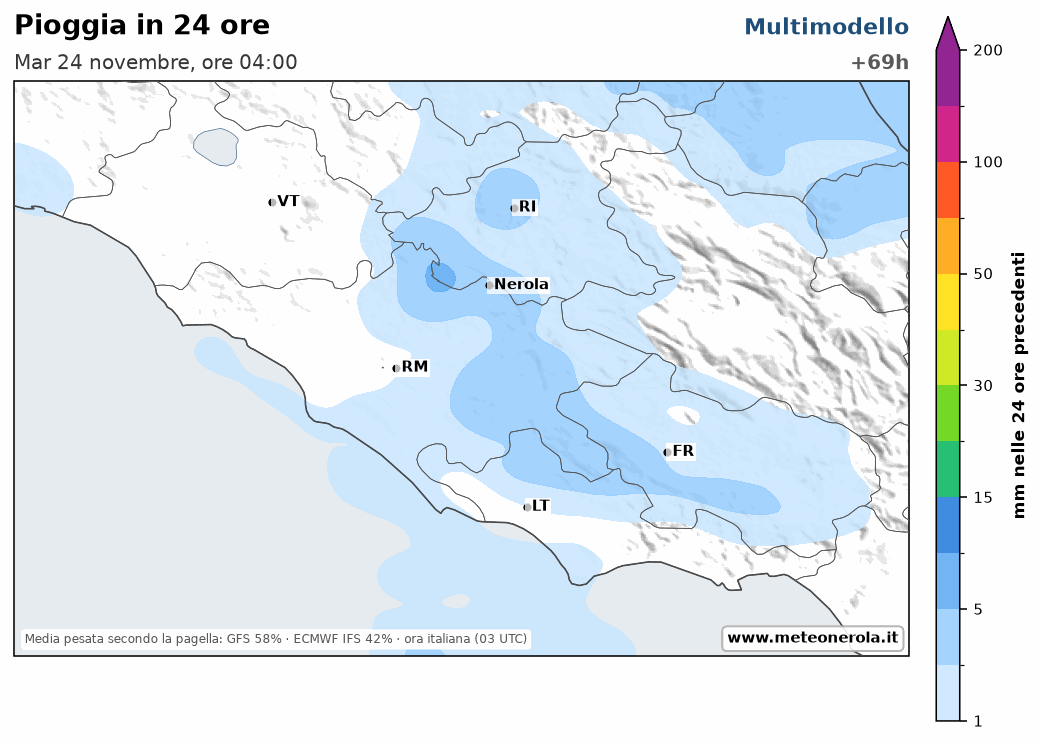 Pioggia in 24 ore
Multimodello
Mar 24 novembre, ore 04:00
+69h
200
100
50
30
15
5
1
mm nelle 24 ore precedenti
VT
RI
Nerola
RM
FR
LT
Media pesata secondo la pagella: GFS 58% · ECMWF IFS 42% · ora italiana (03 UTC)
www.meteonerola.it